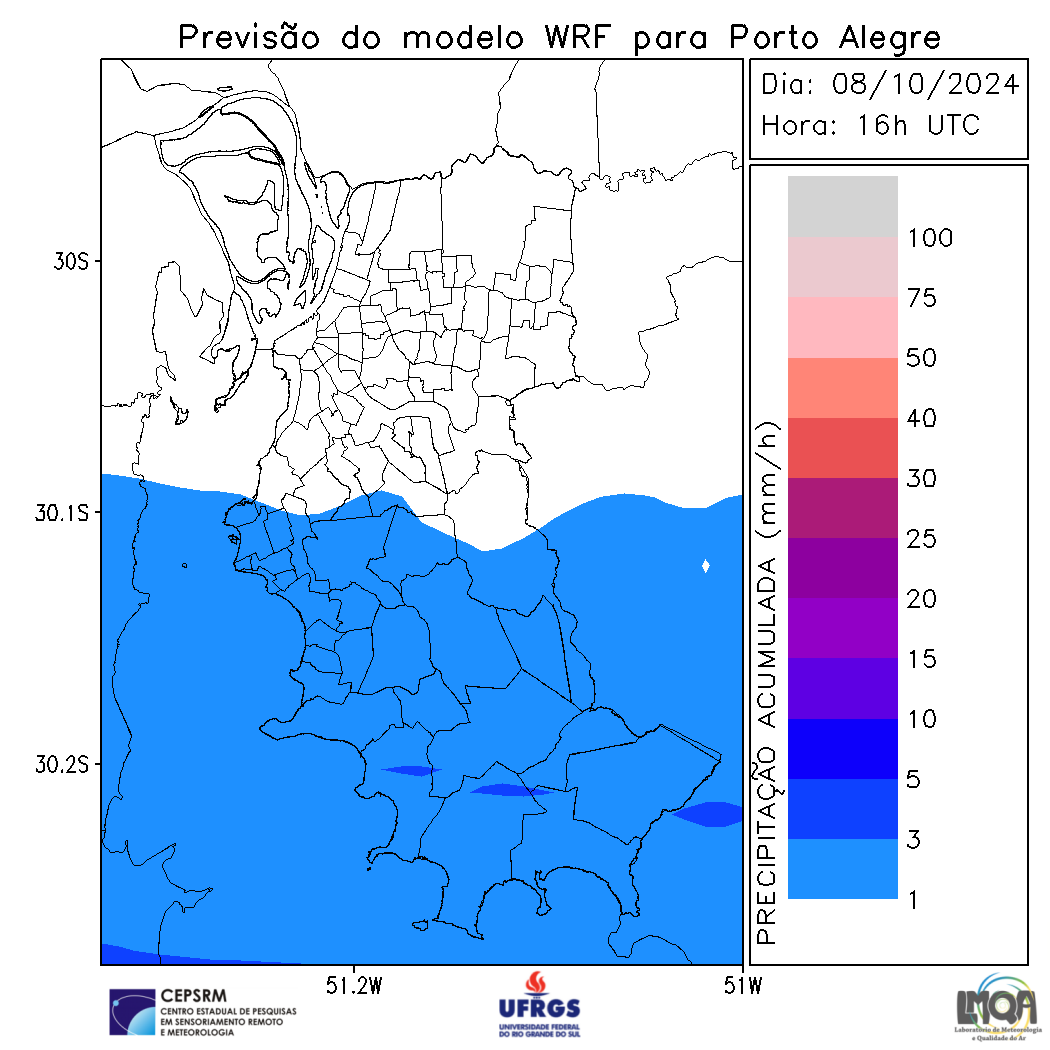 Previsão do modelo WRF para Porto Alegre
Dia: 08/10/2024
Hora: 16h UTC
100
75
50
40
30
25
20
15
10
5
3
1
PRECIPITAÇÃO ACUMULADA (mm/h)
30S
30.1S
30.2S
51.2W
51W
CEPSRM
CENTRO ESTADUAL DE PESQUISAS
EM SENSORIAMENTO REMOTO
E METEOROLOGIA
UFRGS
UNIVERSIDADE FEDERAL
DO RIO GRANDE DO SUL
LMQA
Laboratório de Meteorologia
e Qualidade do Ar